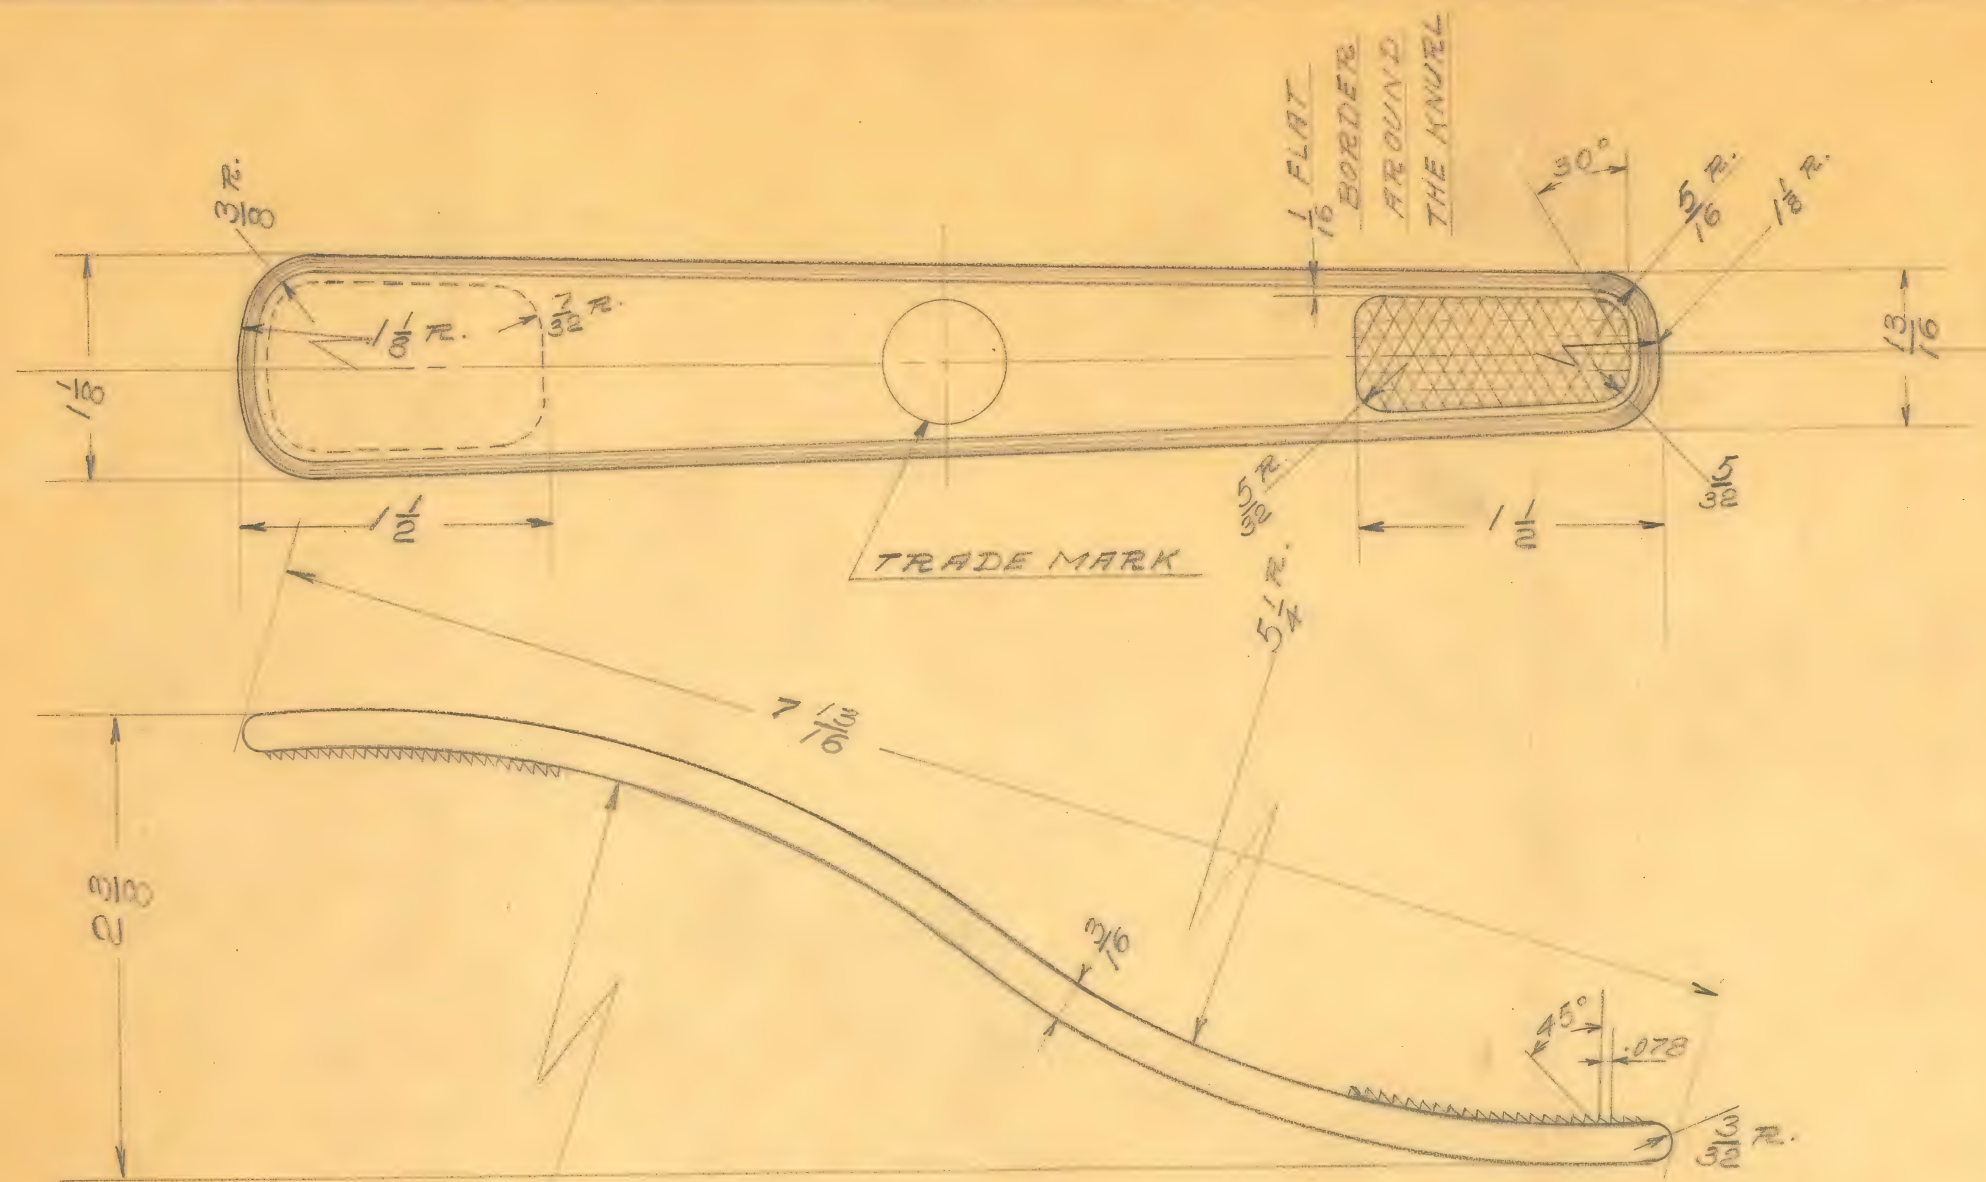 3/8 R.
1 1/8 R.
7/32 R.
1 1/8
1 1/2
1/16 FLAT
BORDER
AROUND
THE KNURL
30°
5/16 R.
1 1/8 R.
13/16
5/32 R.
5/32
1 1/2
TRADE MARK
5 1/4 R.
7 13/16
2 3/8
3/16
45°
.078
3/32 R.